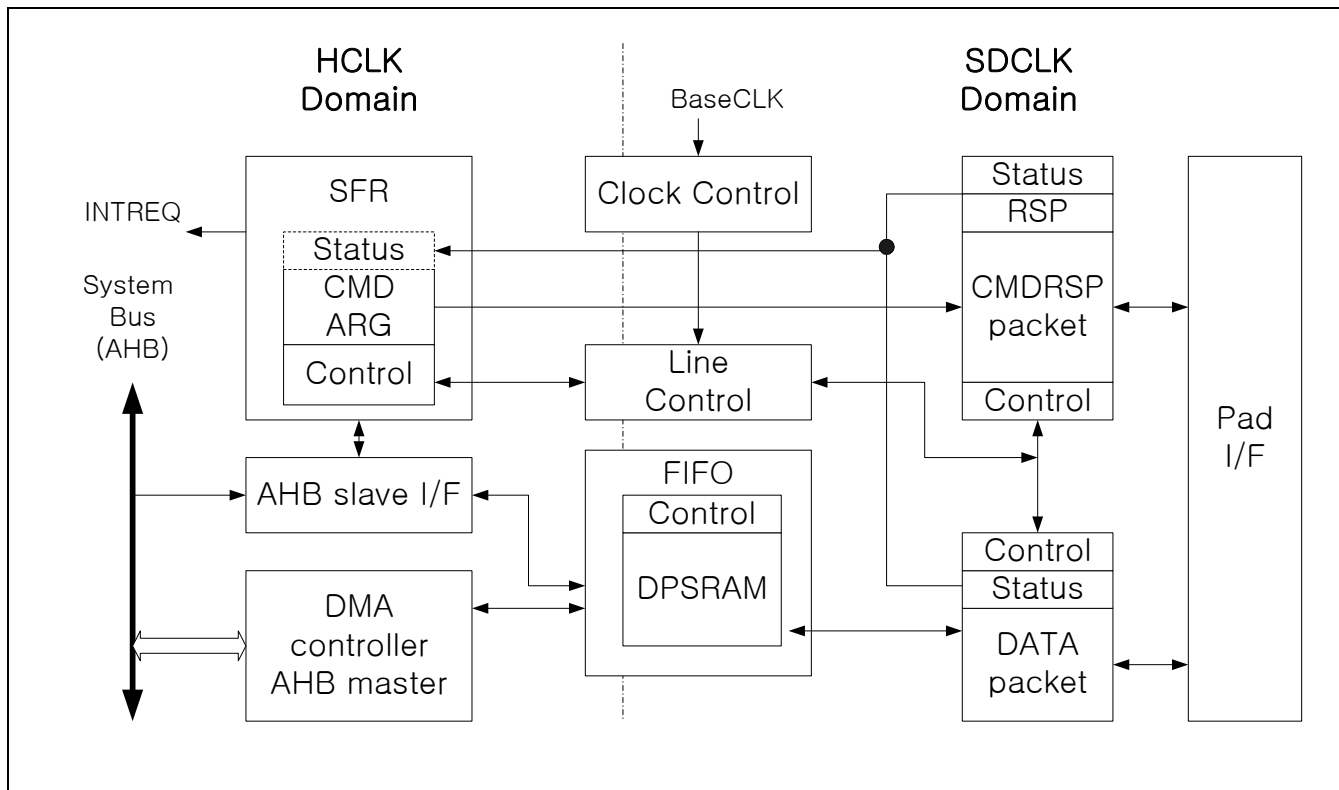 HCLK
Domain
SDCLK
Domain
BaseCLK
SFR
Status
CMD
ARG
Control
INTREQ
System
Bus
(AHB)
Clock Control
Line
Control
Status
RSP
CMDRSP
packet
Control
Pad
I/F
AHB slave I/F
FIFO
Control
DPSRAM
DMA
controller
AHB master
Control
Status
DATA
packet